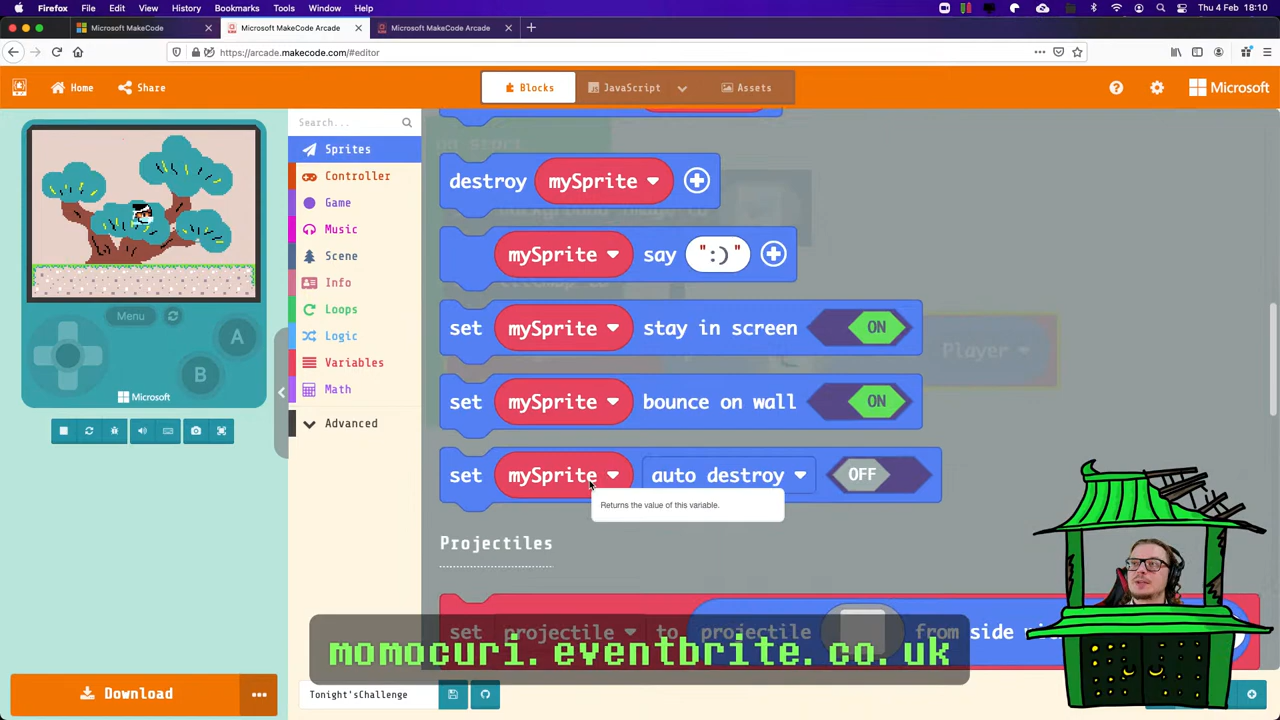 Firefox File Edit View History Bookmarks Tools Window Help
Thu 4 Mar 18:10
Microsoft MakeCode
Microsoft MakeCode Arcade
Microsoft MakeCode Arcade
https://arcade.makecode.com/#editor
Home
Share
Blocks
JavaScript
Assets
Microsoft
Search...
Sprites
Controller
Game
Music
Scene
Info
Loops
Logic
Variables
Math
Advanced
Menu
A
B
Microsoft
destroy mySprite
mySprite say ":)"
set mySprite stay in screen ON
set mySprite bounce on wall ON
set mySprite auto destroy OFF
Returns the value of this variable.
Player
Projectiles
set projectile to projectile from side
momocuri.eventbrite.co.uk
Download
Tonight'sChallenge